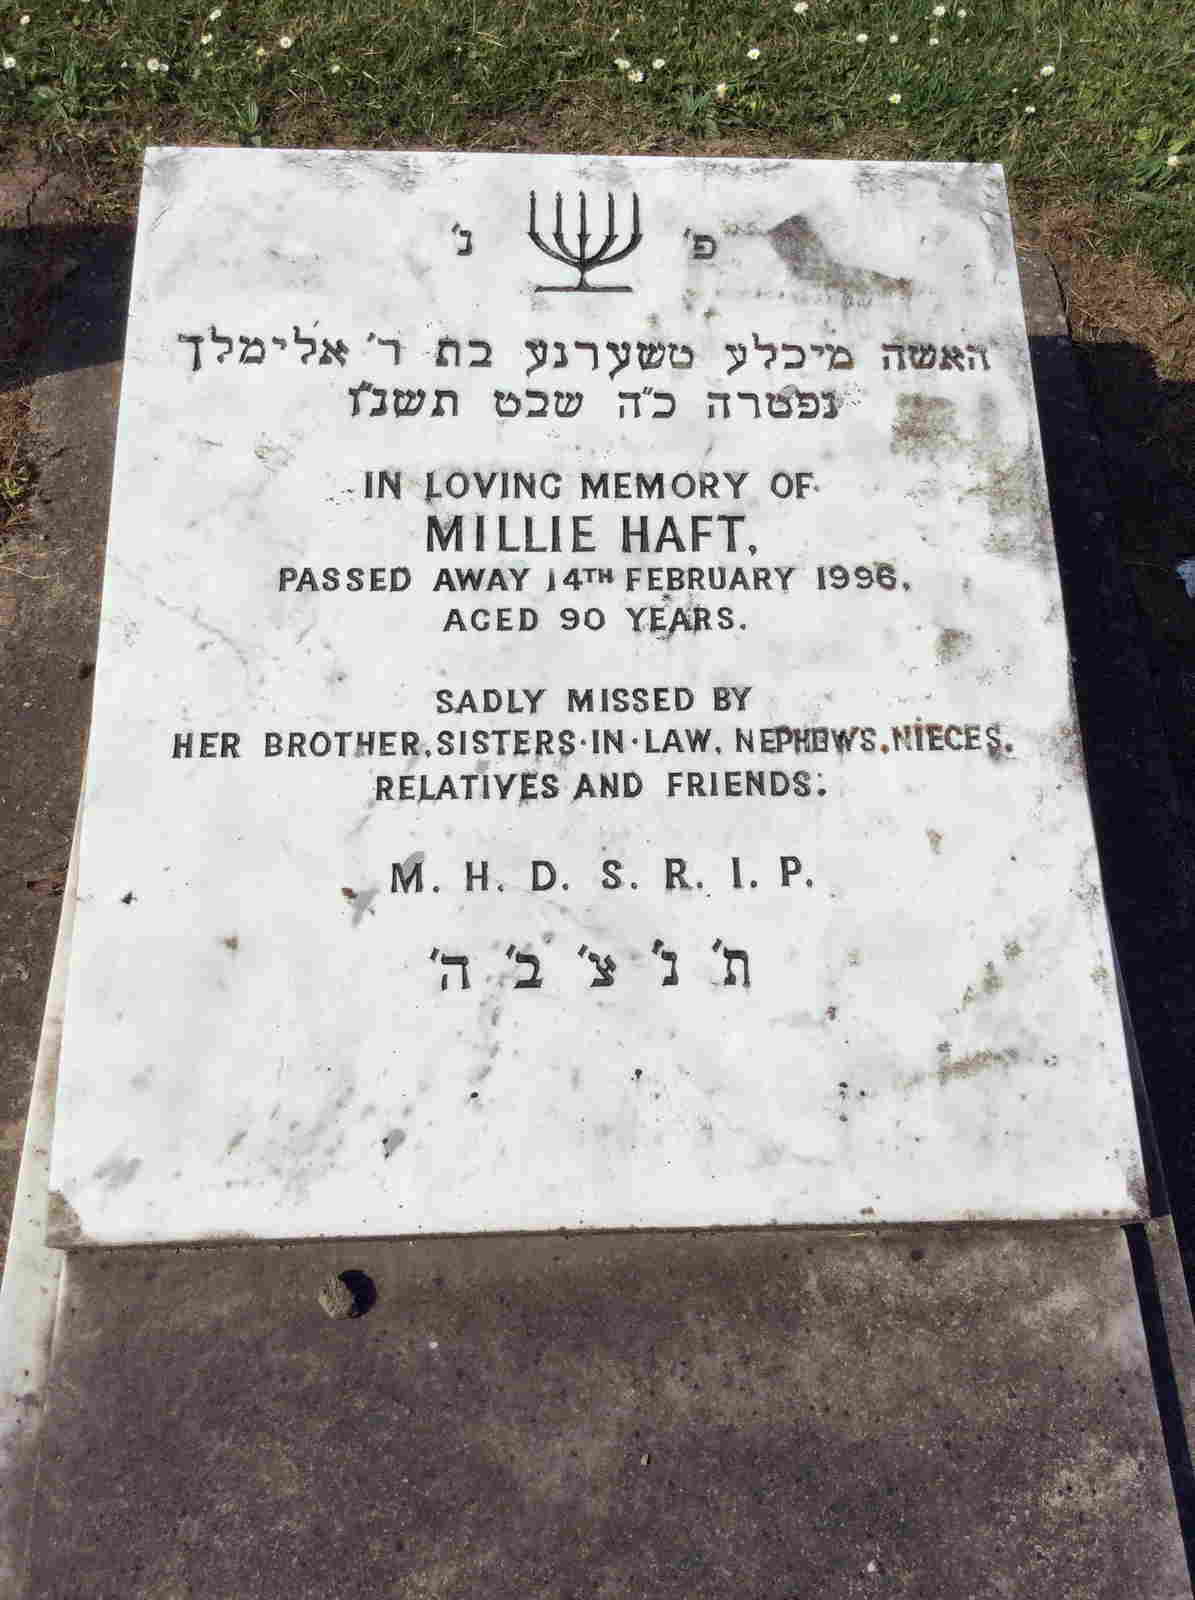 פ' נ'
האשה מיכלע טשערנע בת ר' אלימלך
נפטרה כ"ה שבט תשנ"ו
IN LOVING MEMORY OF
MILLIE HAFT,
PASSED AWAY 14TH FEBRUARY 1996,
AGED 90 YEARS.
SADLY MISSED BY
HER BROTHER, SISTERS-IN-LAW, NEPHEWS, NIECES,
RELATIVES AND FRIENDS:
M. H. D. S. R. I. P.
ת' נ' צ' ב' ה'